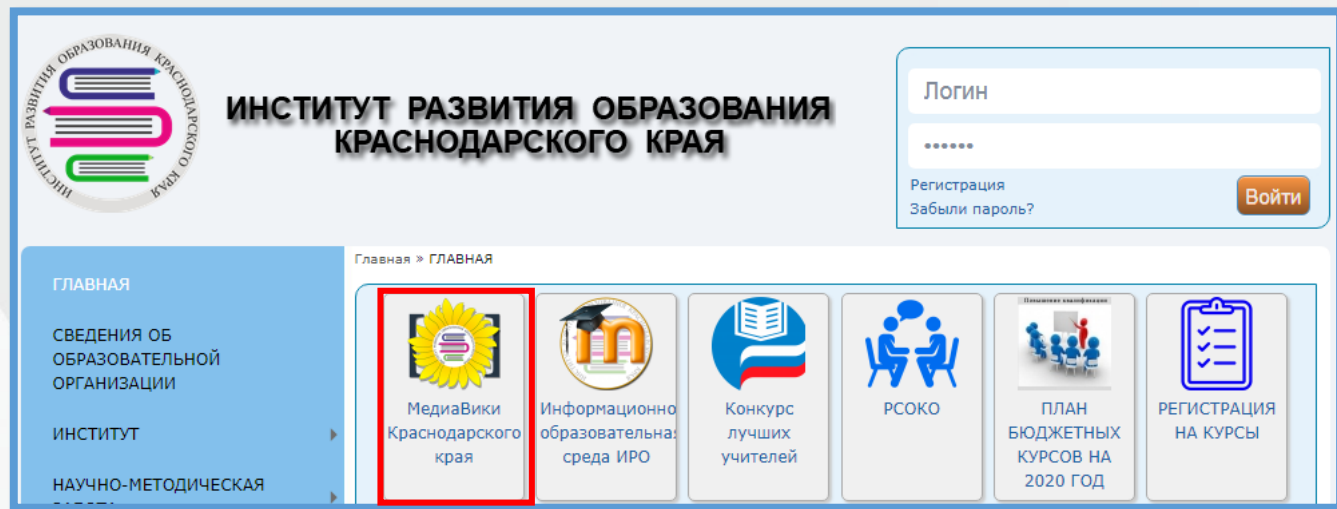 ИНСТИТУТ РАЗВИТИЯ ОБРАЗОВАНИЯ КРАСНОДАРСКОГО КРАЯ
ИНСТИТУТ РАЗВИТИЯ ОБРАЗОВАНИЯ
КРАСНОДАРСКОГО КРАЯ
Логин
••••••
Регистрация
Забыли пароль?
Войти
Главная » ГЛАВНАЯ
ГЛАВНАЯ
СВЕДЕНИЯ ОБ
ОБРАЗОВАТЕЛЬНОЙ
ОРГАНИЗАЦИИ
ИНСТИТУТ
НАУЧНО-МЕТОДИЧЕСКАЯ
МедиаВики
Краснодарского
края
Информационно
образовательная
среда ИРО
Конкурс
лучших
учителей
РСОКО
Повышение квалификации
ПЛАН
БЮДЖЕТНЫХ
КУРСОВ НА
2020 ГОД
РЕГИСТРАЦИЯ
НА КУРСЫ